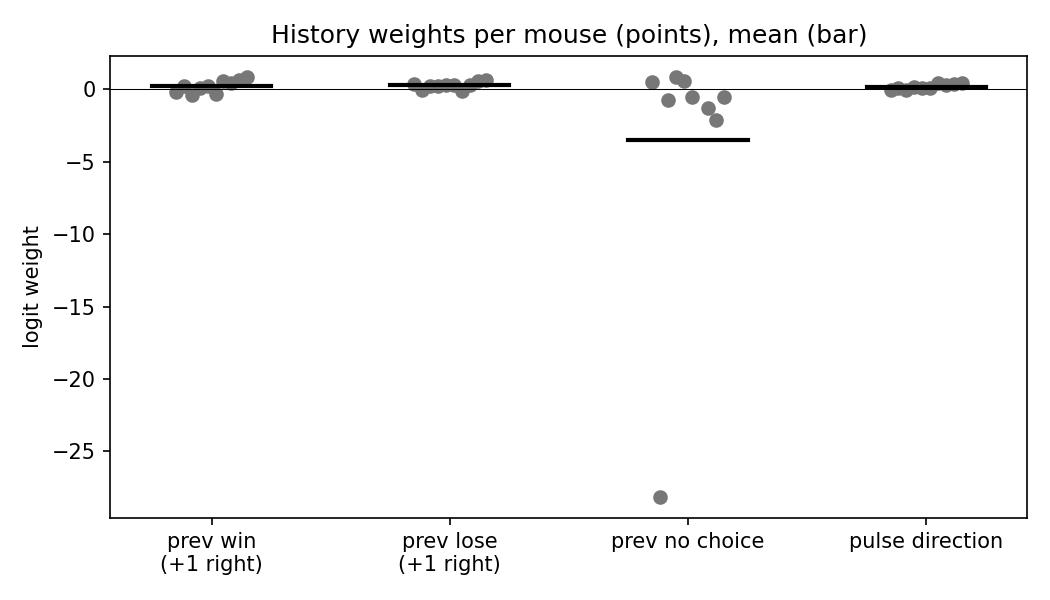 History weights per mouse (points), mean (bar)
logit weight
0
−5
−10
−15
−20
−25
prev win
(+1 right)
prev lose
(+1 right)
prev no choice
pulse direction